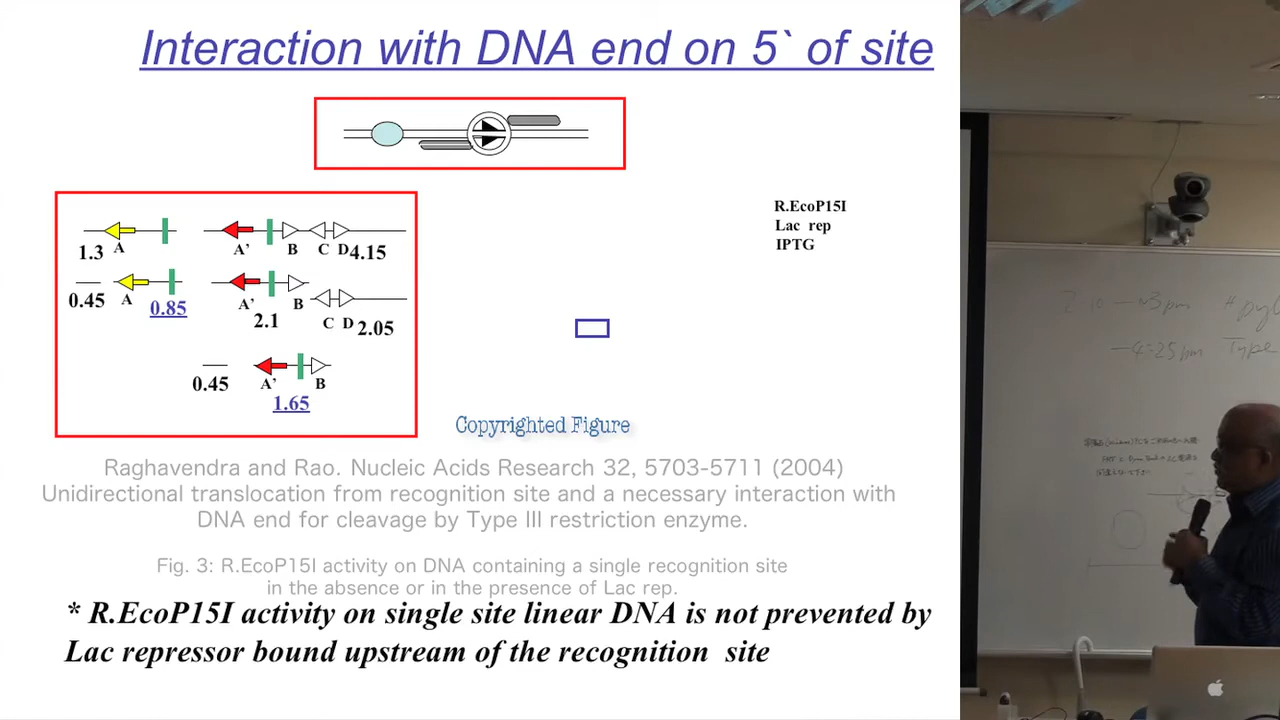 Interaction with DNA end on 5` of site
R.EcoP15I
Lac rep
IPTG
1.3 A
A' B C D 4.15
0.45 A 0.85
A' B
2.1 C D 2.05
0.45 A' B
1.65
Copyrighted Figure
Raghavendra and Rao. Nucleic Acids Research 32, 5703-5711 (2004)
Unidirectional translocation from recognition site and a necessary interaction with
DNA end for cleavage by Type III restriction enzyme.
Fig. 3: R.EcoP15I activity on DNA containing a single recognition site
in the absence or in the presence of Lac rep.
* R.EcoP15I activity on single site linear DNA is not prevented by
Lac repressor bound upstream of the recognition site
Type